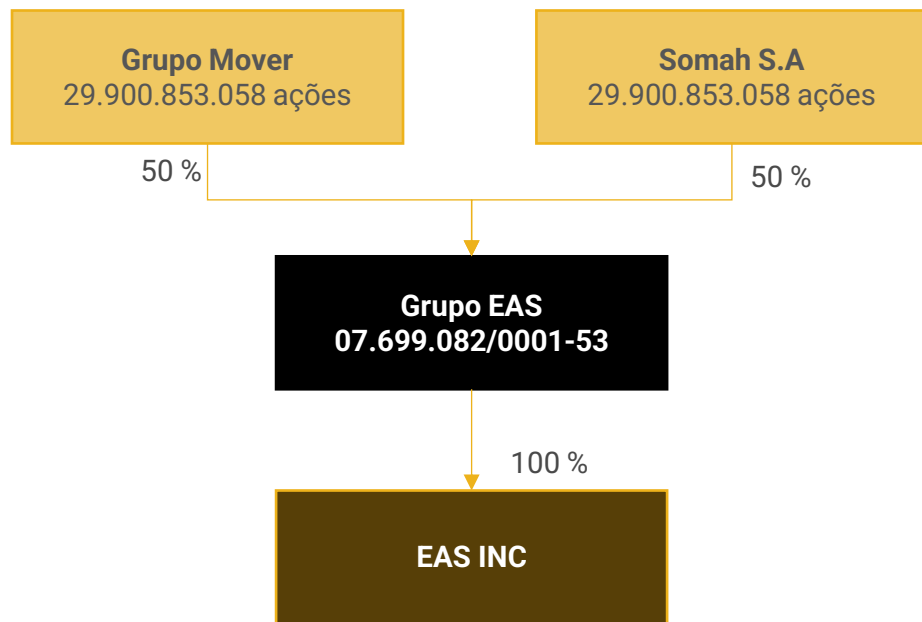 Grupo Mover
29.900.853.058 ações
Somah S.A
29.900.853.058 ações
50 %
50 %
Grupo EAS
07.699.082/0001-53
100 %
EAS INC